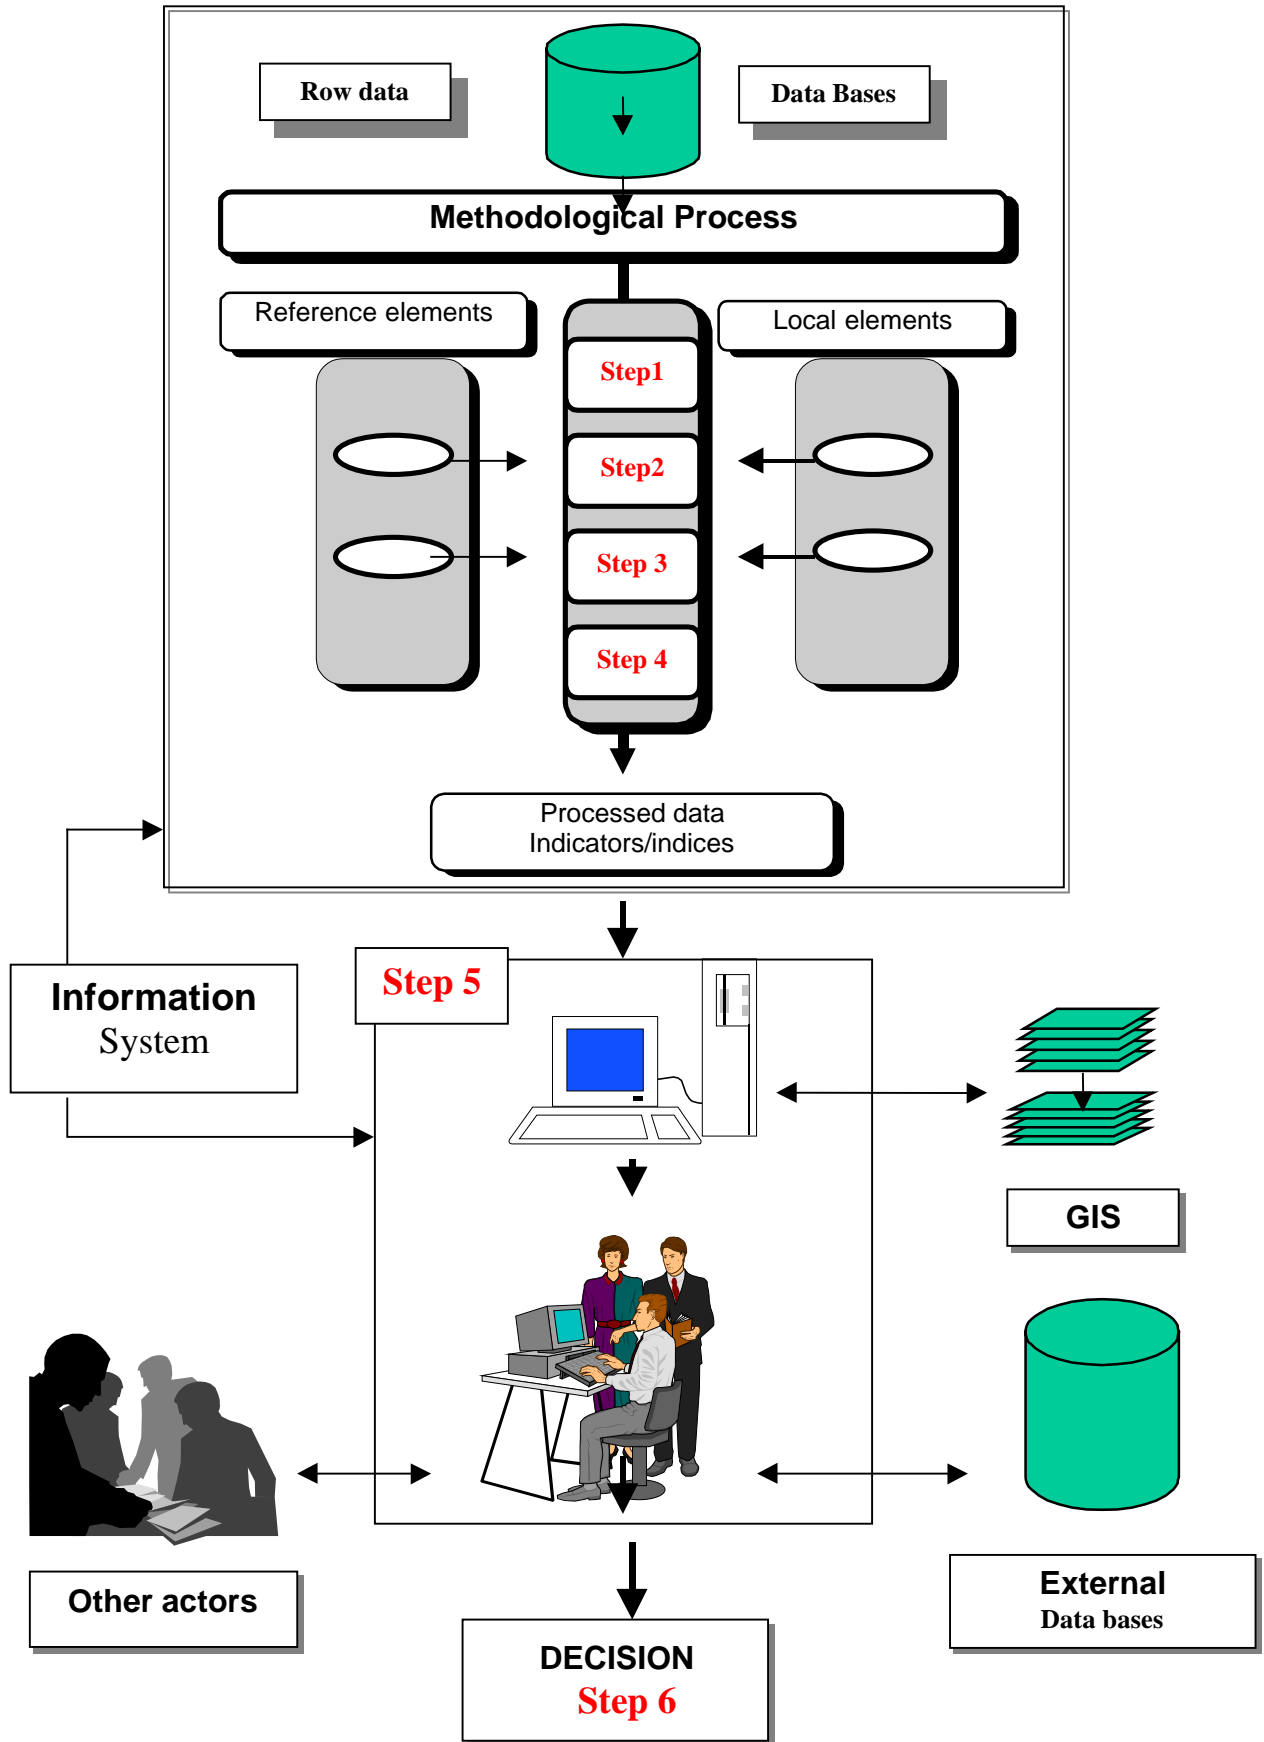 Row data
Data Bases
Methodological Process
Reference elements
Local elements
Step1
Step2
Step 3
Step 4
Processed data
Indicators/indices
Information
System
Step 5
GIS
Other actors
External
Data bases
DECISION
Step 6